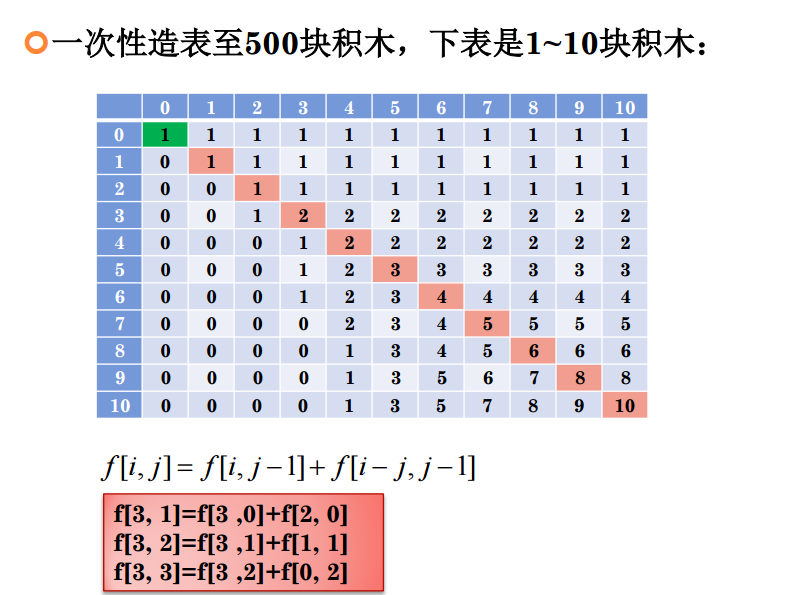 一次性造表至500块积木，下表是1~10块积木：
0 1 2 3 4 5 6 7 8 9 10
0 1 1 1 1 1 1 1 1 1 1 1
1 0 1 1 1 1 1 1 1 1 1 1
2 0 0 1 1 1 1 1 1 1 1 1
3 0 0 1 2 2 2 2 2 2 2 2
4 0 0 0 1 2 2 2 2 2 2 2
5 0 0 0 1 2 3 3 3 3 3 3
6 0 0 0 1 2 3 4 4 4 4 4
7 0 0 0 0 2 3 4 5 5 5 5
8 0 0 0 0 1 3 4 5 6 6 6
9 0 0 0 0 1 3 5 6 7 8 8
10 0 0 0 0 1 3 5 7 8 9 10
f[i, j] = f[i, j-1] + f[i-j, j-1]
f[3, 1]=f[3 ,0]+f[2, 0]
f[3, 2]=f[3 ,1]+f[1, 1]
f[3, 3]=f[3 ,2]+f[0, 2]